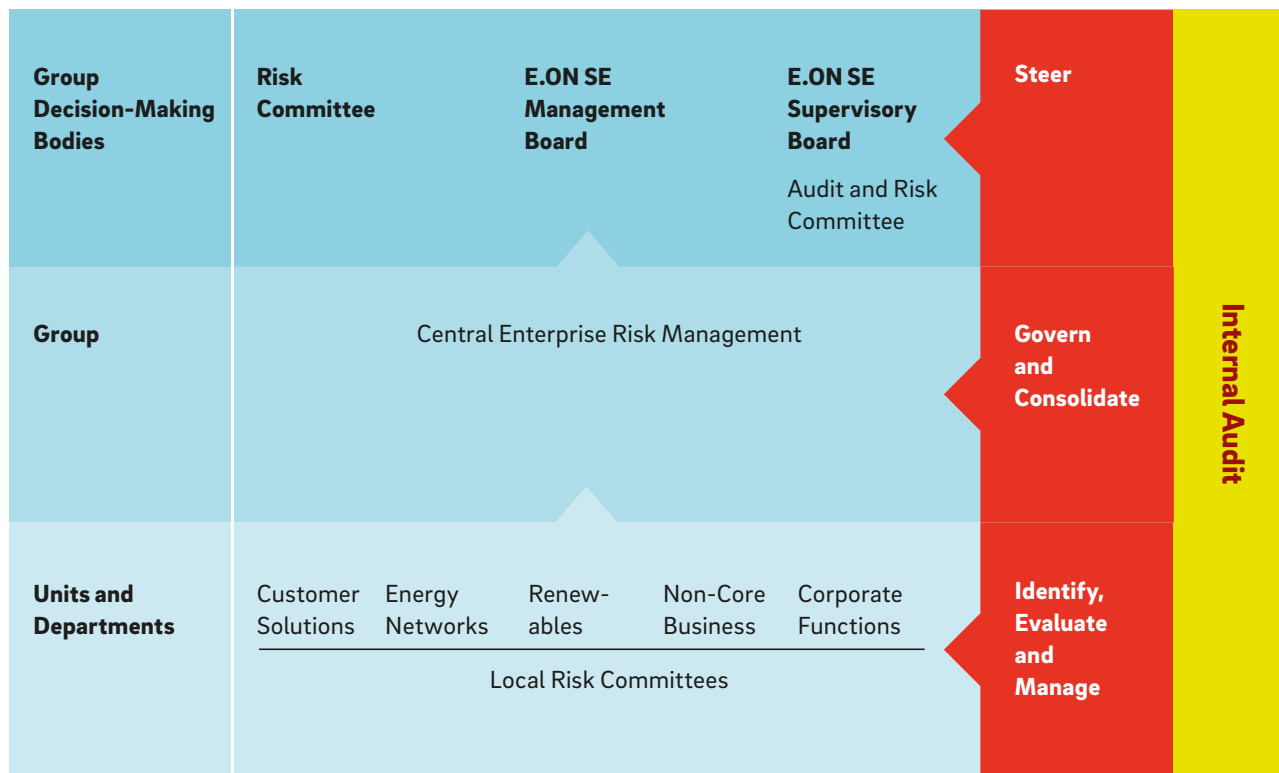 Group
Decision-Making
Bodies
Risk
Committee
E.ON SE
Management
Board
E.ON SE
Supervisory
Board
Audit and Risk
Committee
Steer
Group
Central Enterprise Risk Management
Govern
and
Consolidate
Internal Audit
Units and
Departments
Customer
Solutions
Energy
Networks
Renew-
ables
Non-Core
Business
Corporate
Functions
Local Risk Committees
Identify,
Evaluate
and
Manage